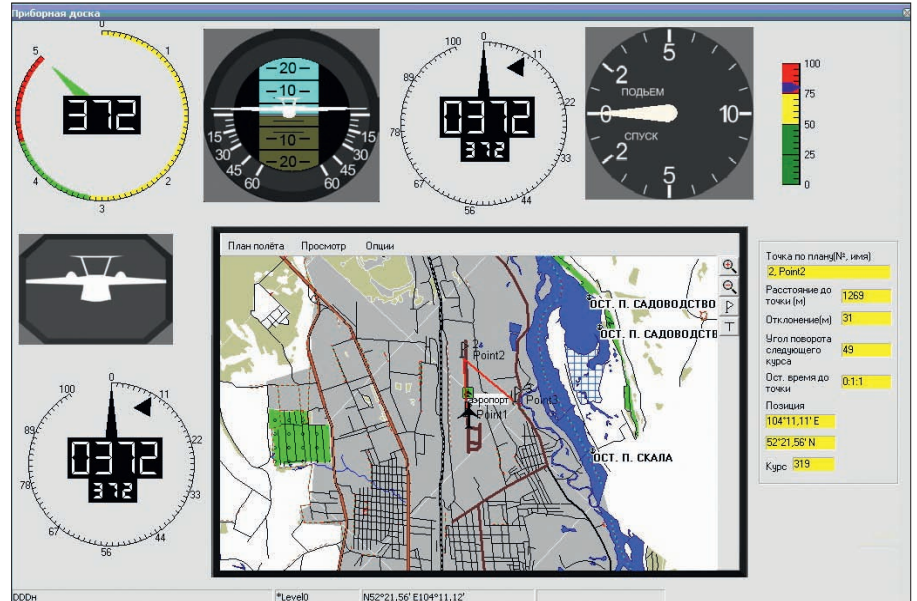 Приборная доска
0
1
2
3
4
5
372
20
10
10
20
15
30
45
60
15
30
45
60
0
11
22
33
44
56
67
78
89
100
0372
372
5
2
ПОДЬЕМ
0
10
СПУСК
2
5
100
75
50
25
0
План полёта Просмотр Опции
ОСТ. П. САДОВОДСТВО
ОСТ. П. САДОВОДСТВ
2
Point2
Аэропорт
Point3
Point1
ОСТ. П. СКАЛА
T
Точка по плану(№, имя)
2, Point2
Расстояние до
точки (м) 1269
Отклонение(м) 31
Угол поворота
следующего
курса 49
Ост. время до
точки 0:1:1
Позиция
104°11,11' E
52°21,56' N
Курс 319
0
11
22
33
44
56
67
78
89
100
0372
372
DDDн *Level0 N52°21,56' E104°11,12'